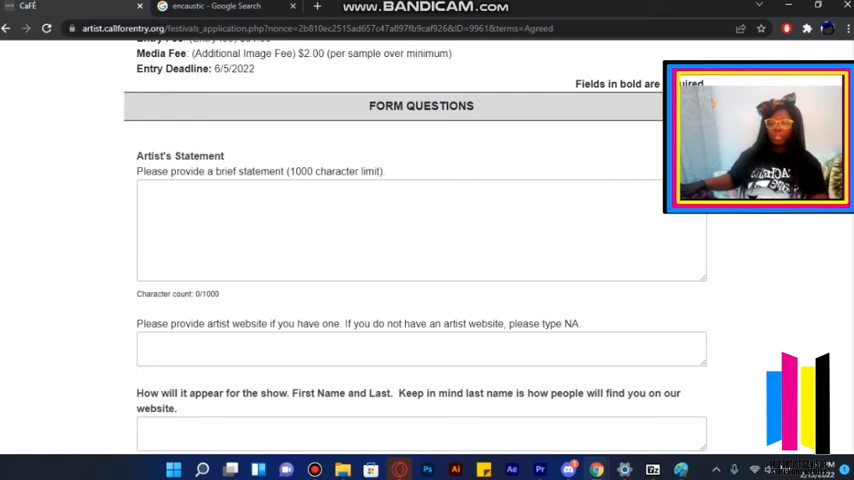 CaFÉ
encaustic - Google Search
WWW.BANDICAM.COM
artist.callforentry.org/festivals_application.php?nonce=2b810ec2515ad657c47a897fb9caf926&ID=9961&terms=Agreed
Media Fee: (Additional Image Fee) $2.00 (per sample over minimum)
Entry Deadline: 6/5/2022
Fields in bold are
FORM QUESTIONS
Artist's Statement
Please provide a brief statement (1000 character limit).
Character count: 0/1000
Please provide artist website if you have one. If you do not have an artist website, please type NA.
How will it appear for the show. First Name and Last. Keep in mind last name is how people will find you on our
website.